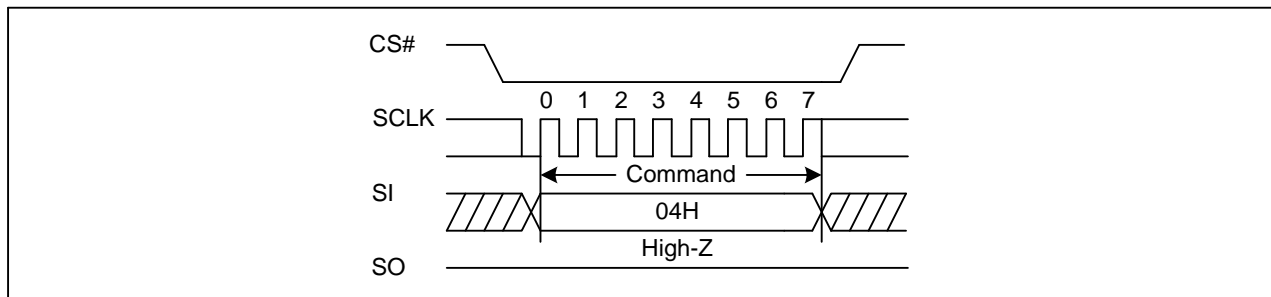 CS#
0 1 2 3 4 5 6 7
SCLK
Command
SI
04H
High-Z
SO